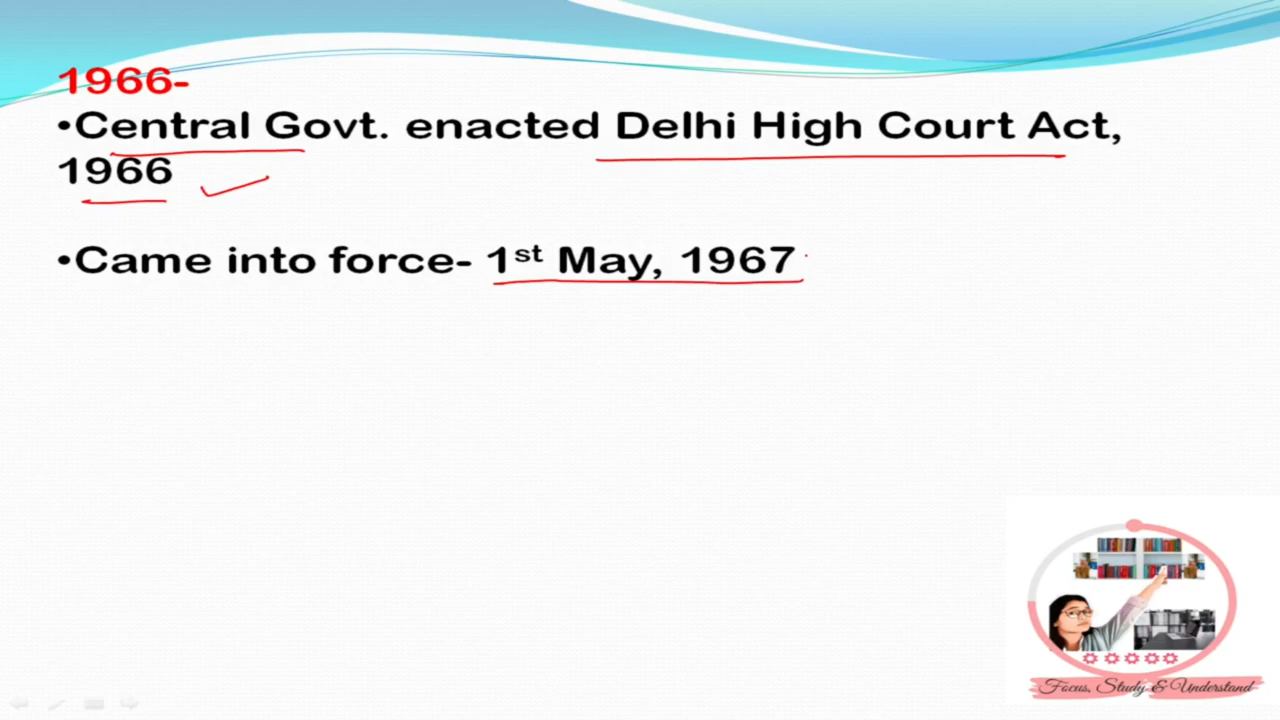 1966-
•Central Govt. enacted Delhi High Court Act,
1966
•Came into force- 1st May, 1967
Focus, Study & Understand